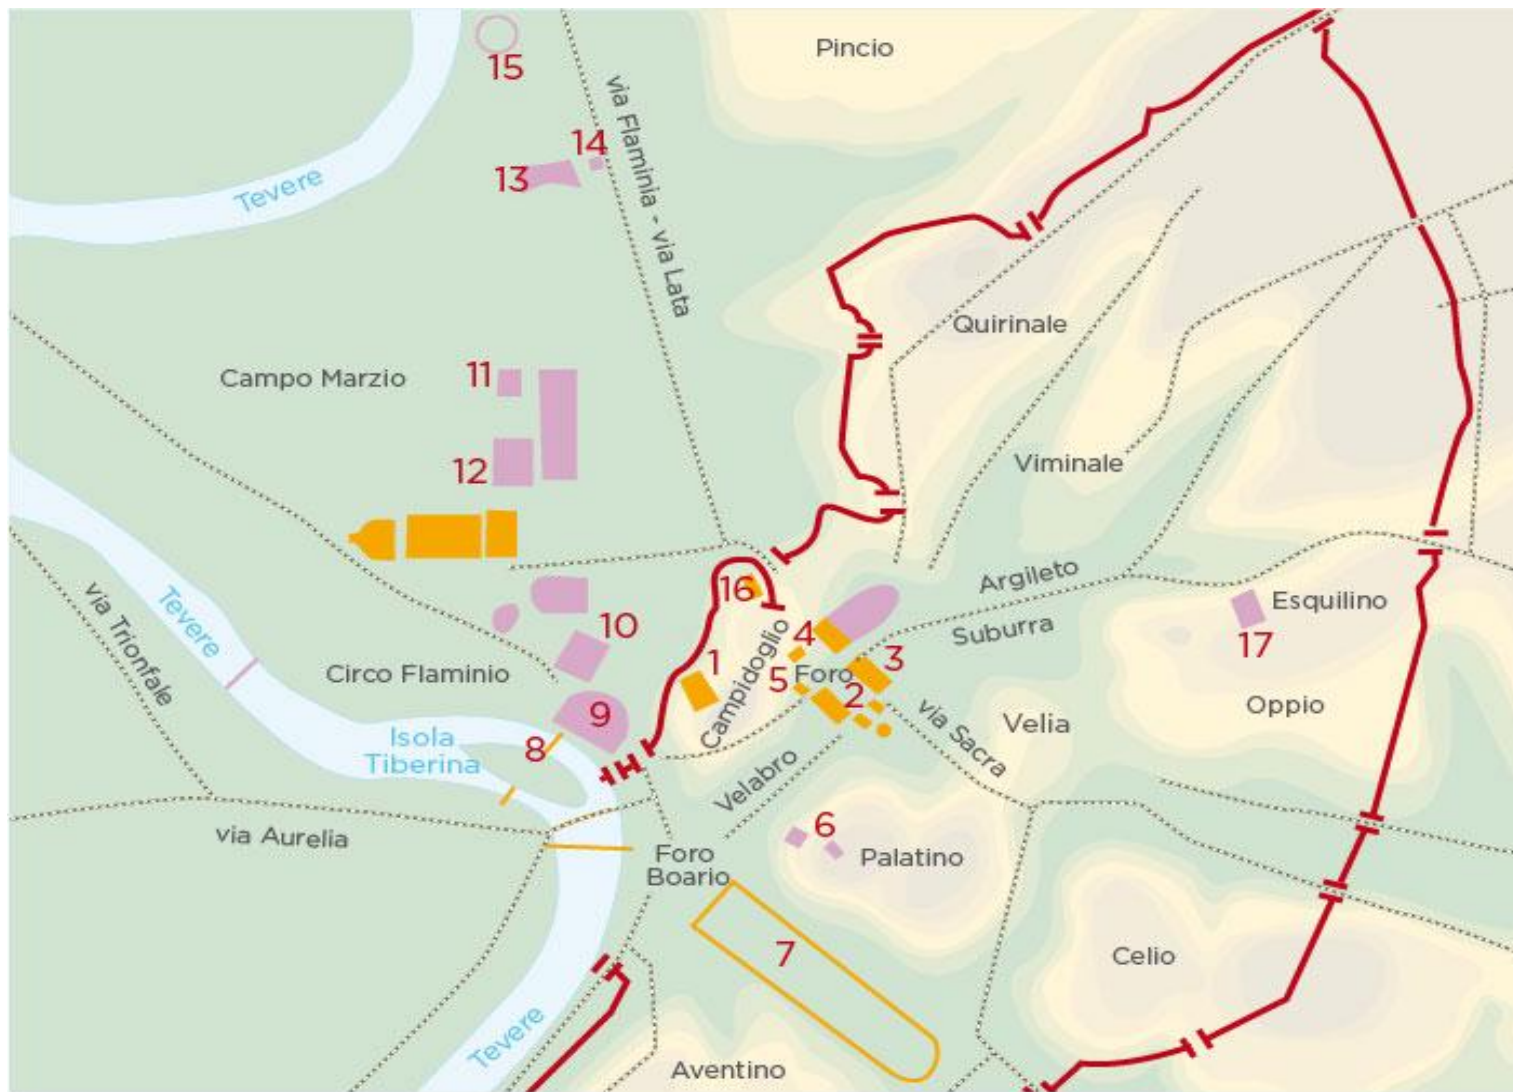 Pincio
15
via Flaminia - via Lata
14
13
Tevere
Quirinale
Campo Marzio
11
12
Viminale
via Trionfale
Tevere
16
Argileto
Esquilino
Suburra
17
10
4
3
Circo Flaminio
1
5
Foro
2
Campidoglio
via Sacra
Velia
Oppio
9
8
Isola
Tiberina
Velabro
via Aurelia
6
Foro
Boario
Palatino
7
Celio
Tevere
Aventino